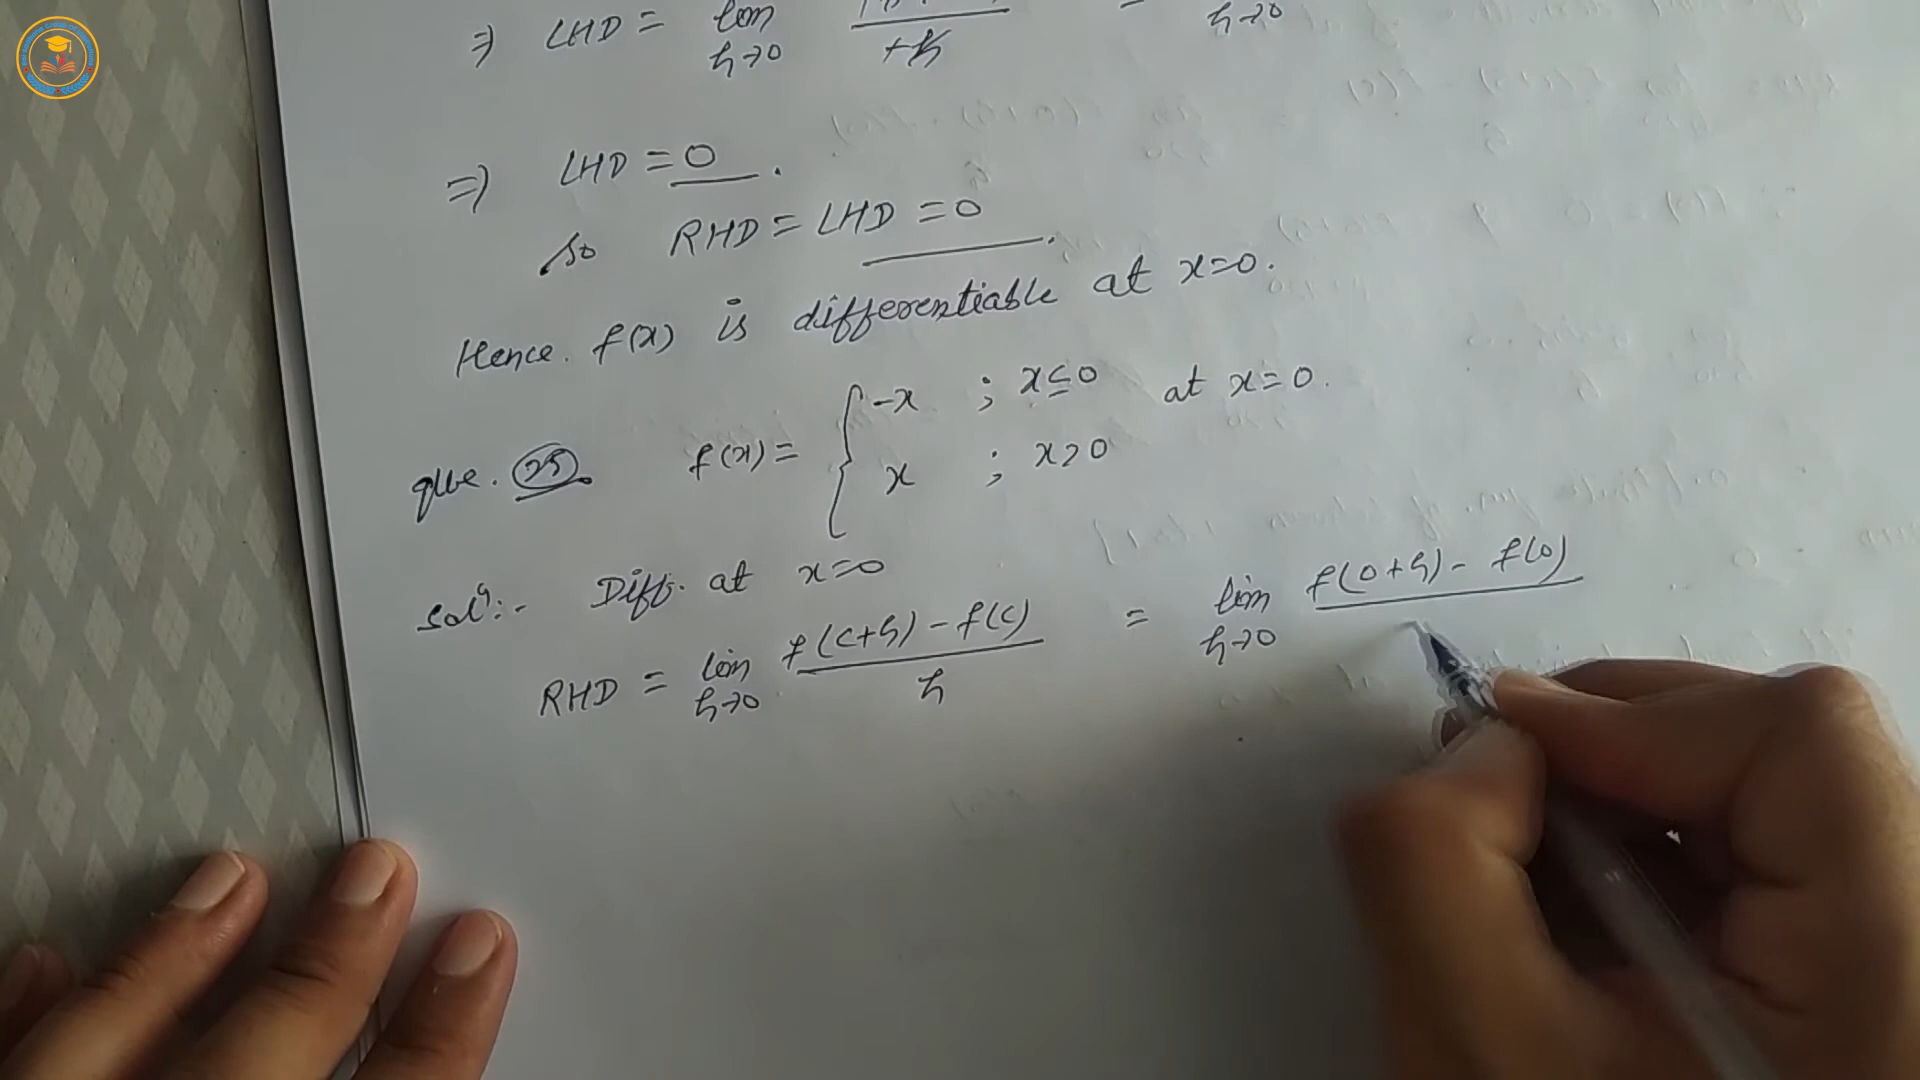 ⇒ LHD = lim h→0 +h = h→0
⇒ LHD = 0.
so RHD = LHD = 0.
Hence. f(x) is differentiable at x=0.
que. 25. f(x) = { -x ; x≤0 at x=0.
x ; x>0
Solⁿ:- Diff. at x=0
RHD = lim h→0 f(c+h) - f(c) / h = lim h→0 f(0+h) - f(0)